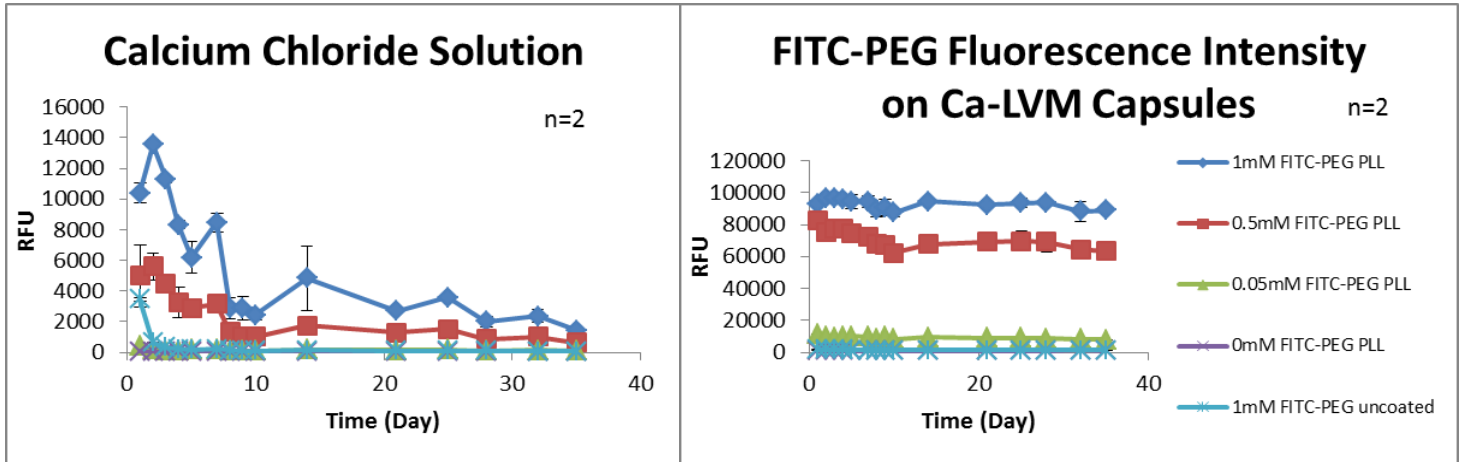 Calcium Chloride Solution
n=2
16000
14000
12000
10000
8000
6000
4000
2000
0
RFU
0
10
20
30
40
Time (Day)
FITC-PEG Fluorescence Intensity
on Ca-LVM Capsules
n=2
120000
100000
80000
60000
40000
20000
0
RFU
0
20
40
Time (Day)
1mM FITC-PEG PLL
0.5mM FITC-PEG PLL
0.05mM FITC-PEG PLL
0mM FITC-PEG PLL
1mM FITC-PEG uncoated